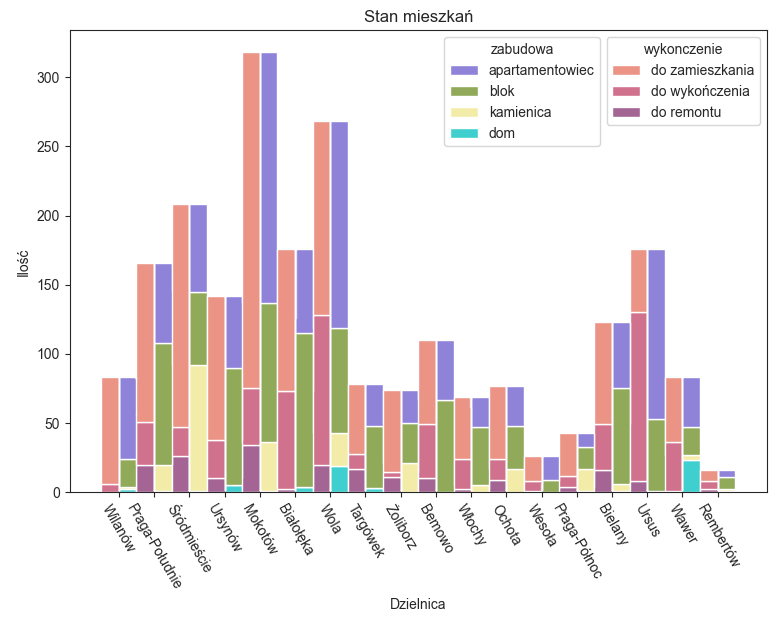 Stan mieszkań
zabudowa
apartamentowiec
blok
kamienica
dom
wykonczenie
do zamieszkania
do wykończenia
do remontu
Ilość
300
250
200
150
100
50
0
Wilanów
Praga-Południe
Śródmieście
Ursynów
Mokotów
Białołęka
Wola
Targówek
Żoliborz
Bemowo
Włochy
Ochota
Wesoła
Praga-Północ
Bielany
Ursus
Wawer
Rembertów
Dzielnica